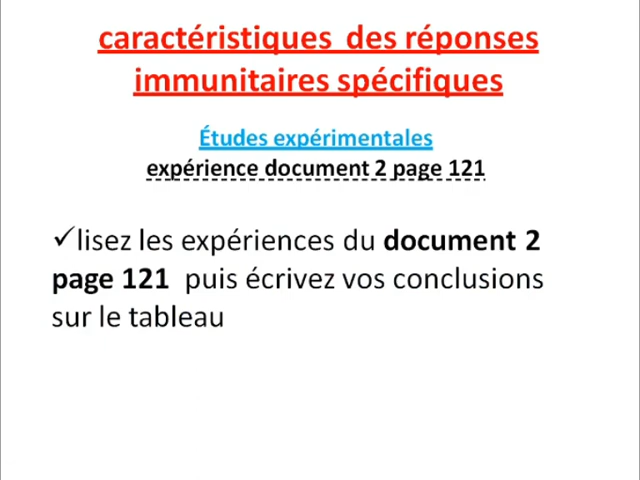 caractéristiques  des réponses
immunitaires spécifiques
Études expérimentales
expérience document 2 page 121
✓lisez les expériences du document 2
page 121  puis écrivez vos conclusions
sur le tableau